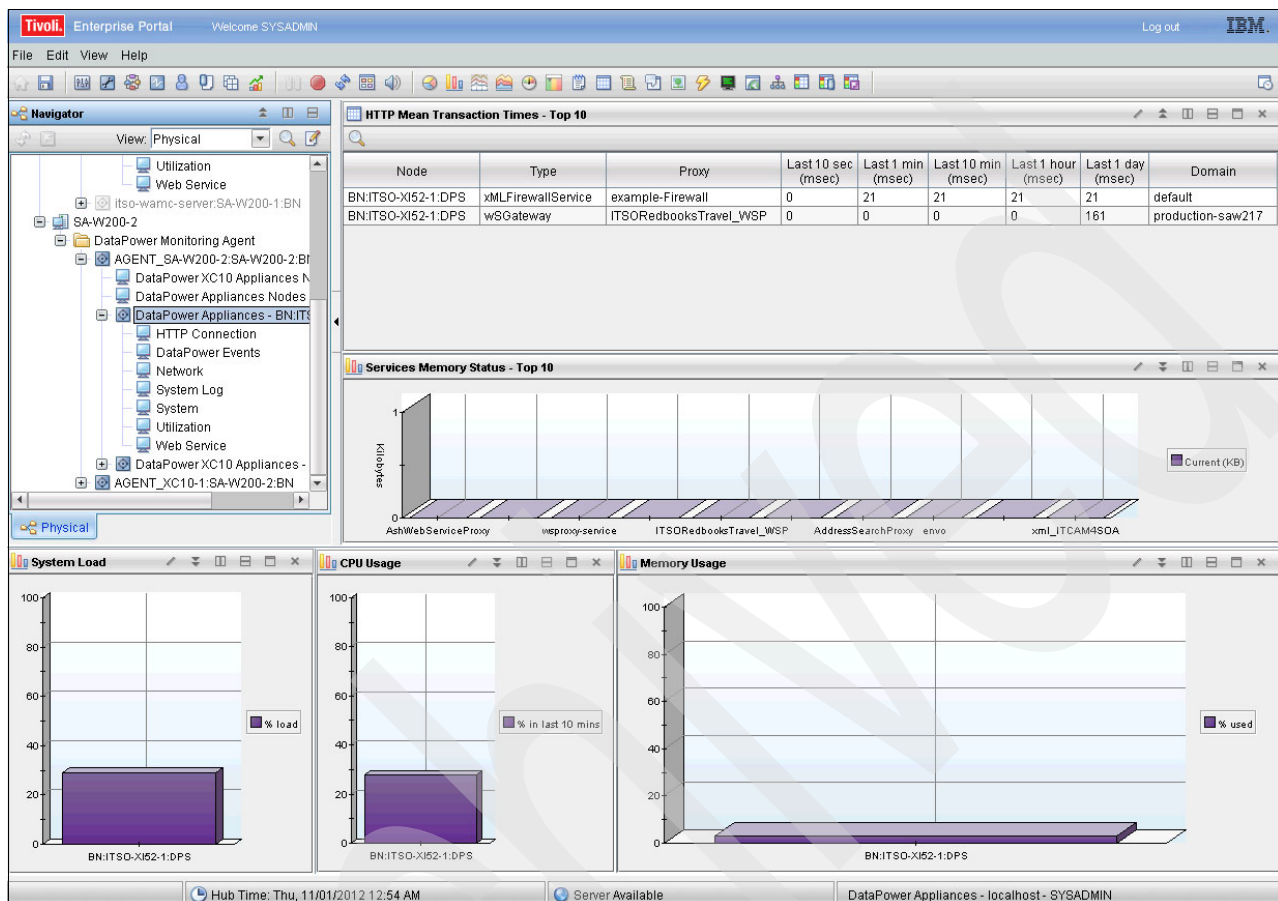 Tivoli. Enterprise Portal Welcome SYSADMIN Log out IBM.
File Edit View Help
Navigator
View: Physical
Utilization
Web Service
itso-wamc-server:SA-W200-1:BN
SA-W200-2
DataPower Monitoring Agent
AGENT_SA-W200-2:SA-W200-2:BN
DataPower XC10 Appliances N
DataPower Appliances Nodes
DataPower Appliances - BN:ITS
HTTP Connection
DataPower Events
Network
System Log
System
Utilization
Web Service
DataPower XC10 Appliances -
AGENT_XC10-1:SA-W200-2:BN
Physical
HTTP Mean Transaction Times - Top 10
Node Type Proxy Last 10 sec (msec) Last 1 min (msec) Last 10 min (msec) Last 1 hour (msec) Last 1 day (msec) Domain
BN:ITSO-XI52-1:DPS xMLFirewallService example-Firewall 0 21 21 21 21 default
BN:ITSO-XI52-1:DPS wSGateway ITSORedbooksTravel_WSP 0 0 0 0 161 production-saw217
Services Memory Status - Top 10
1
Kilobytes
0
AshWebServiceProxy wsproxy-service ITSORedbooksTravel_WSP AddressSearchProxy envo xml_ITCAM4SOA
Current (KB)
System Load
100
80
60
40
20
0
BN:ITSO-XI52-1:DPS
% load
CPU Usage
100
80
60
40
20
0
BN:ITSO-XI52-1:DPS
% in last 10 mins
Memory Usage
100
80
60
40
20
0
BN:ITSO-XI52-1:DPS
% used
Hub Time: Thu, 11/01/2012 12:54 AM Server Available DataPower Appliances - localhost - SYSADMIN